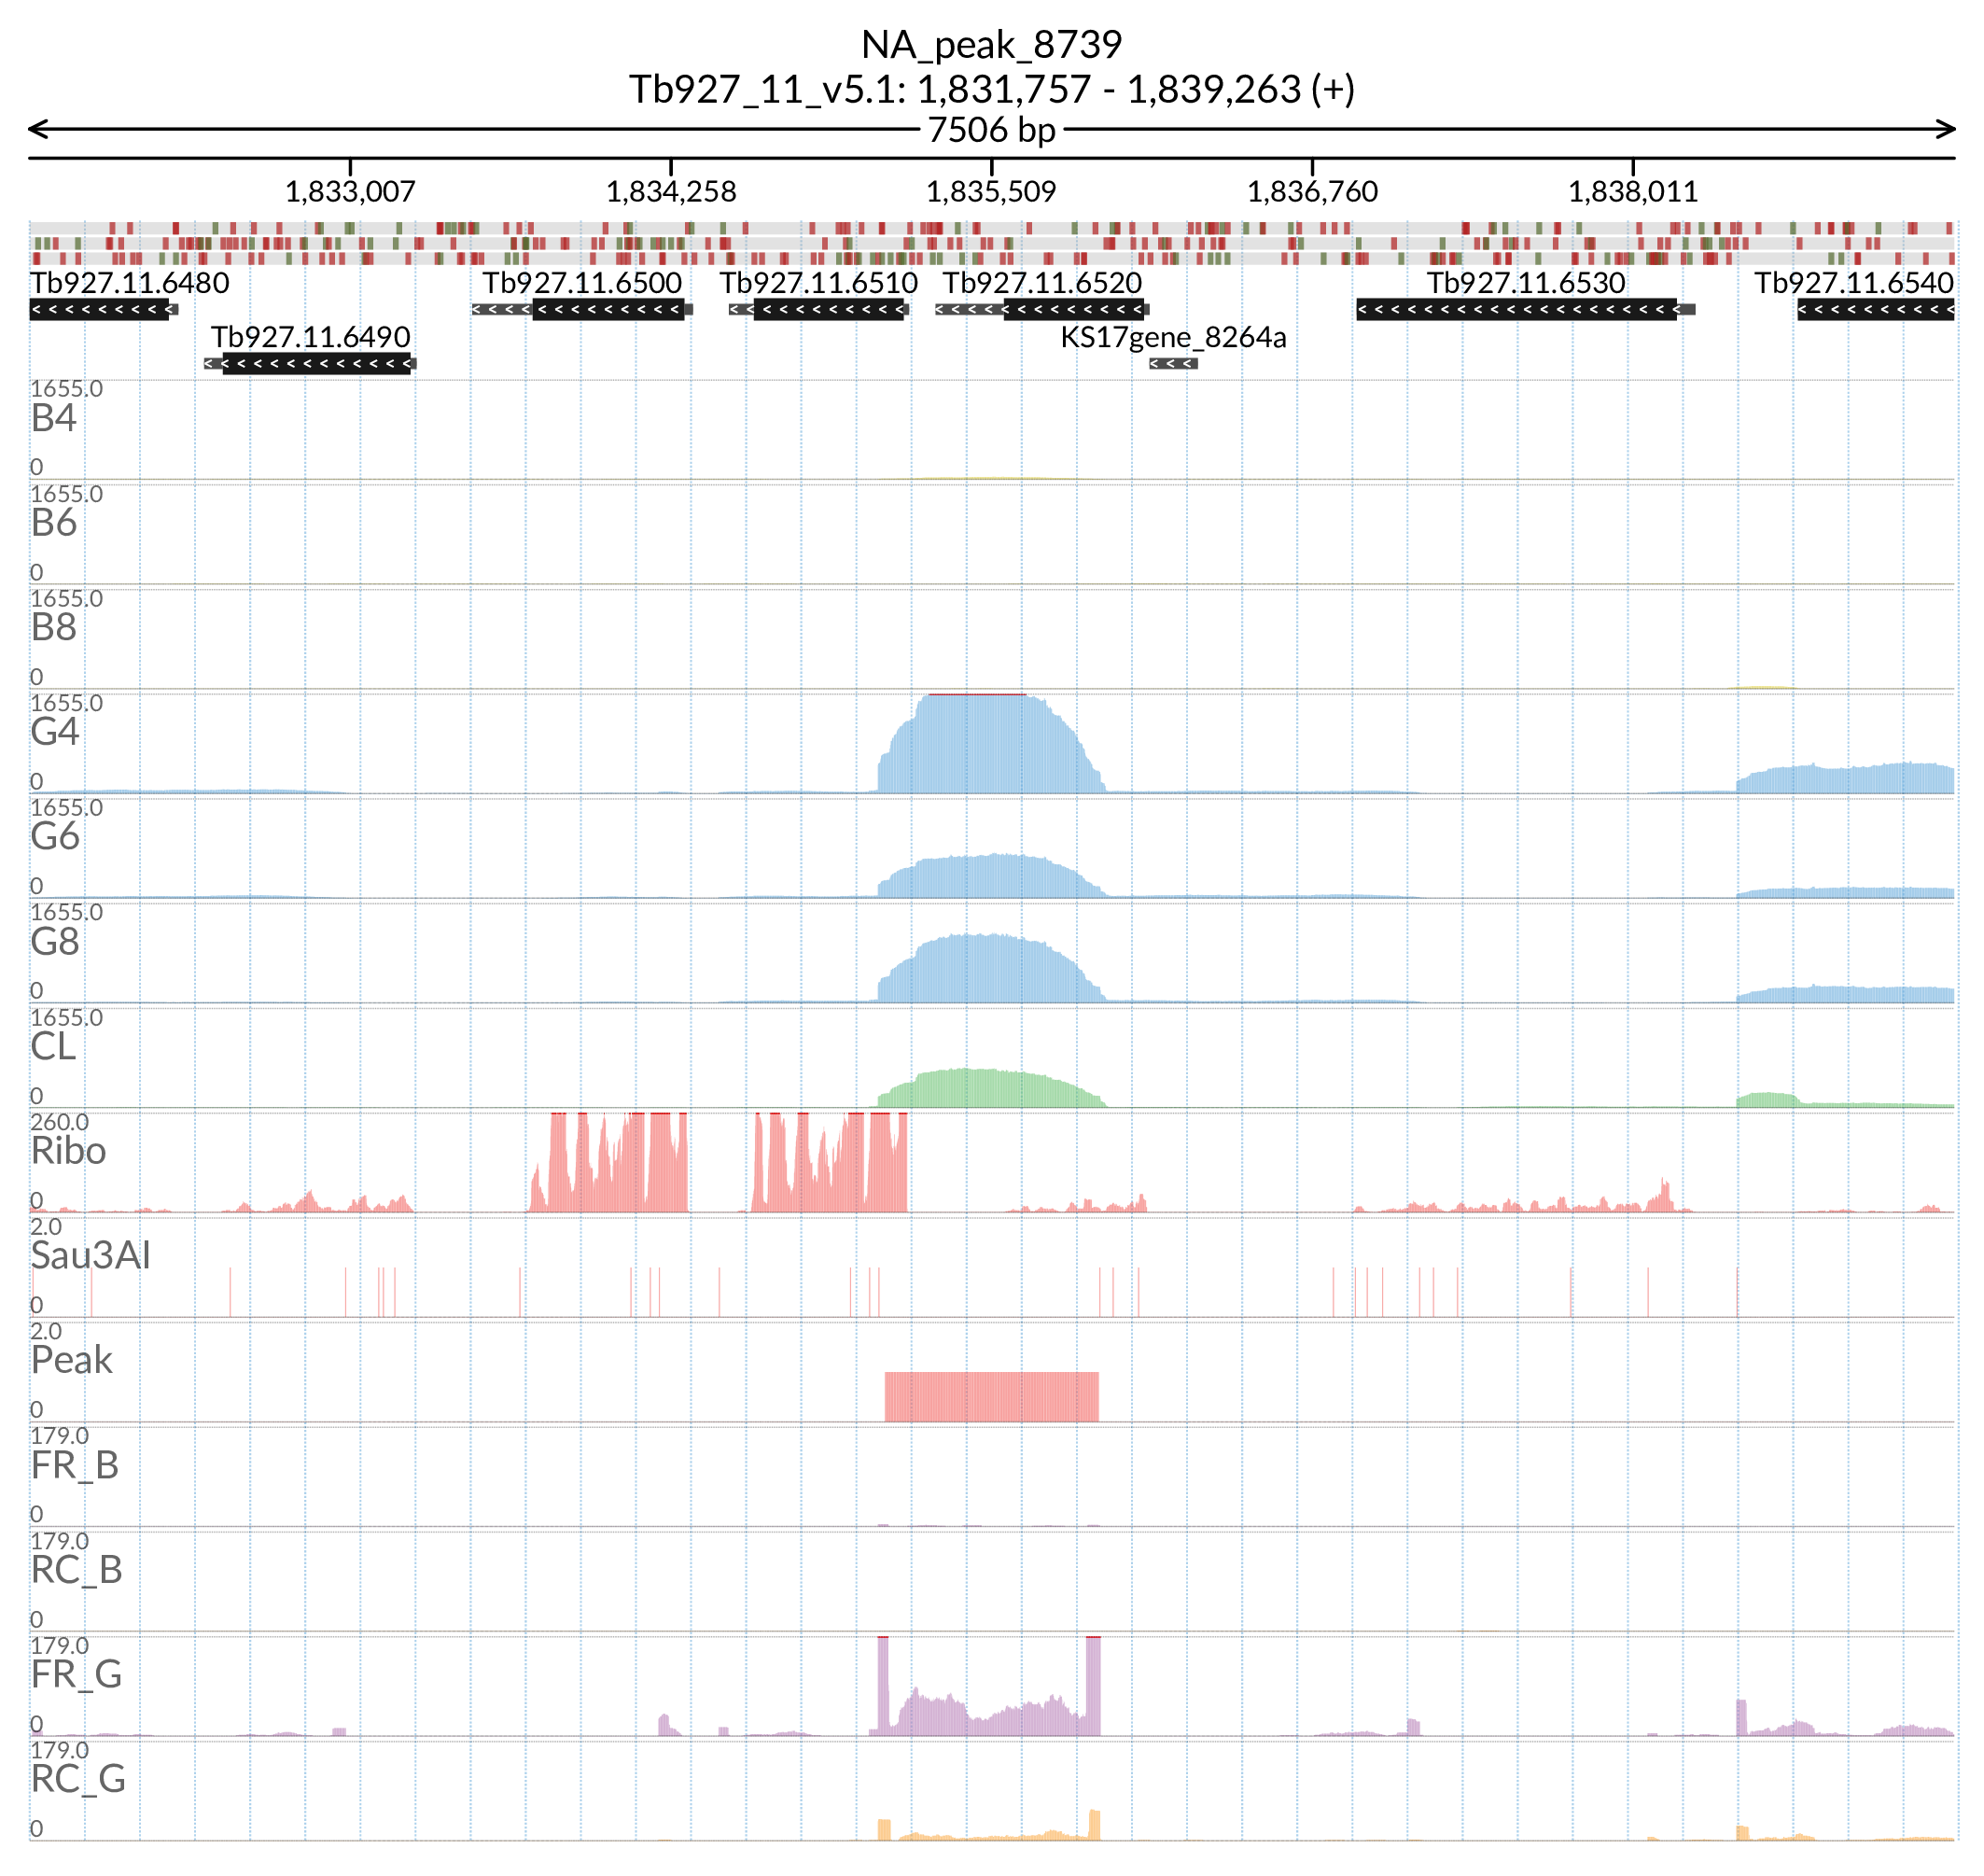 NA_peak_8739
Tb927_11_v5.1: 1,831,757 - 1,839,263 (+)
7506 bp
1,833,007 1,834,258 1,835,509 1,836,760 1,838,011
Tb927.11.6480 Tb927.11.6500 Tb927.11.6510 Tb927.11.6520 Tb927.11.6530 Tb927.11.6540
Tb927.11.6490 KS17gene_8264a
1655.0
B4
0
1655.0
B6
0
1655.0
B8
0
1655.0
G4
0
1655.0
G6
0
1655.0
G8
0
1655.0
CL
0
260.0
Ribo
0
2.0
Sau3AI
0
2.0
Peak
0
179.0
FR_B
0
179.0
RC_B
0
179.0
FR_G
0
179.0
RC_G
0